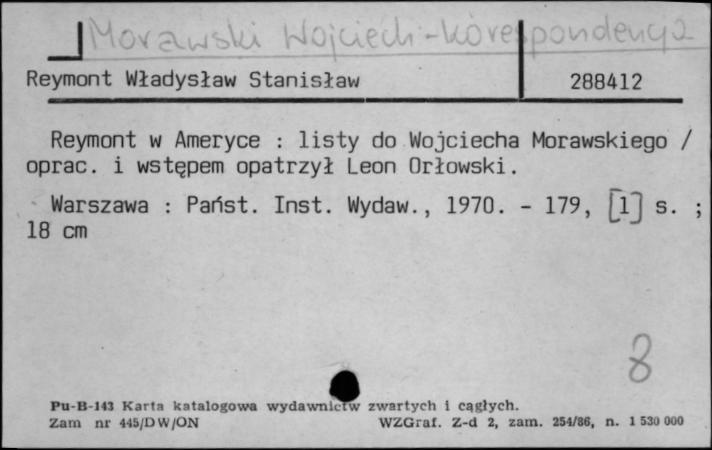 Morawski Wojciech - korespondencja
Reymont Władysław Stanisław 288412
Reymont w Ameryce : listy do Wojciecha Morawskiego /
oprac. i wstępem opatrzył Leon Orłowski.
Warszawa : Państ. Inst. Wydaw., 1970. - 179, [1] s. ;
18 cm
8
Pu-B-143 Karta katalogowa wydawnictw zwartych i cągłych.
Zam nr 445/DW/ON WZGraf. Z-d 2, zam. 254/86, n. 1 530 000